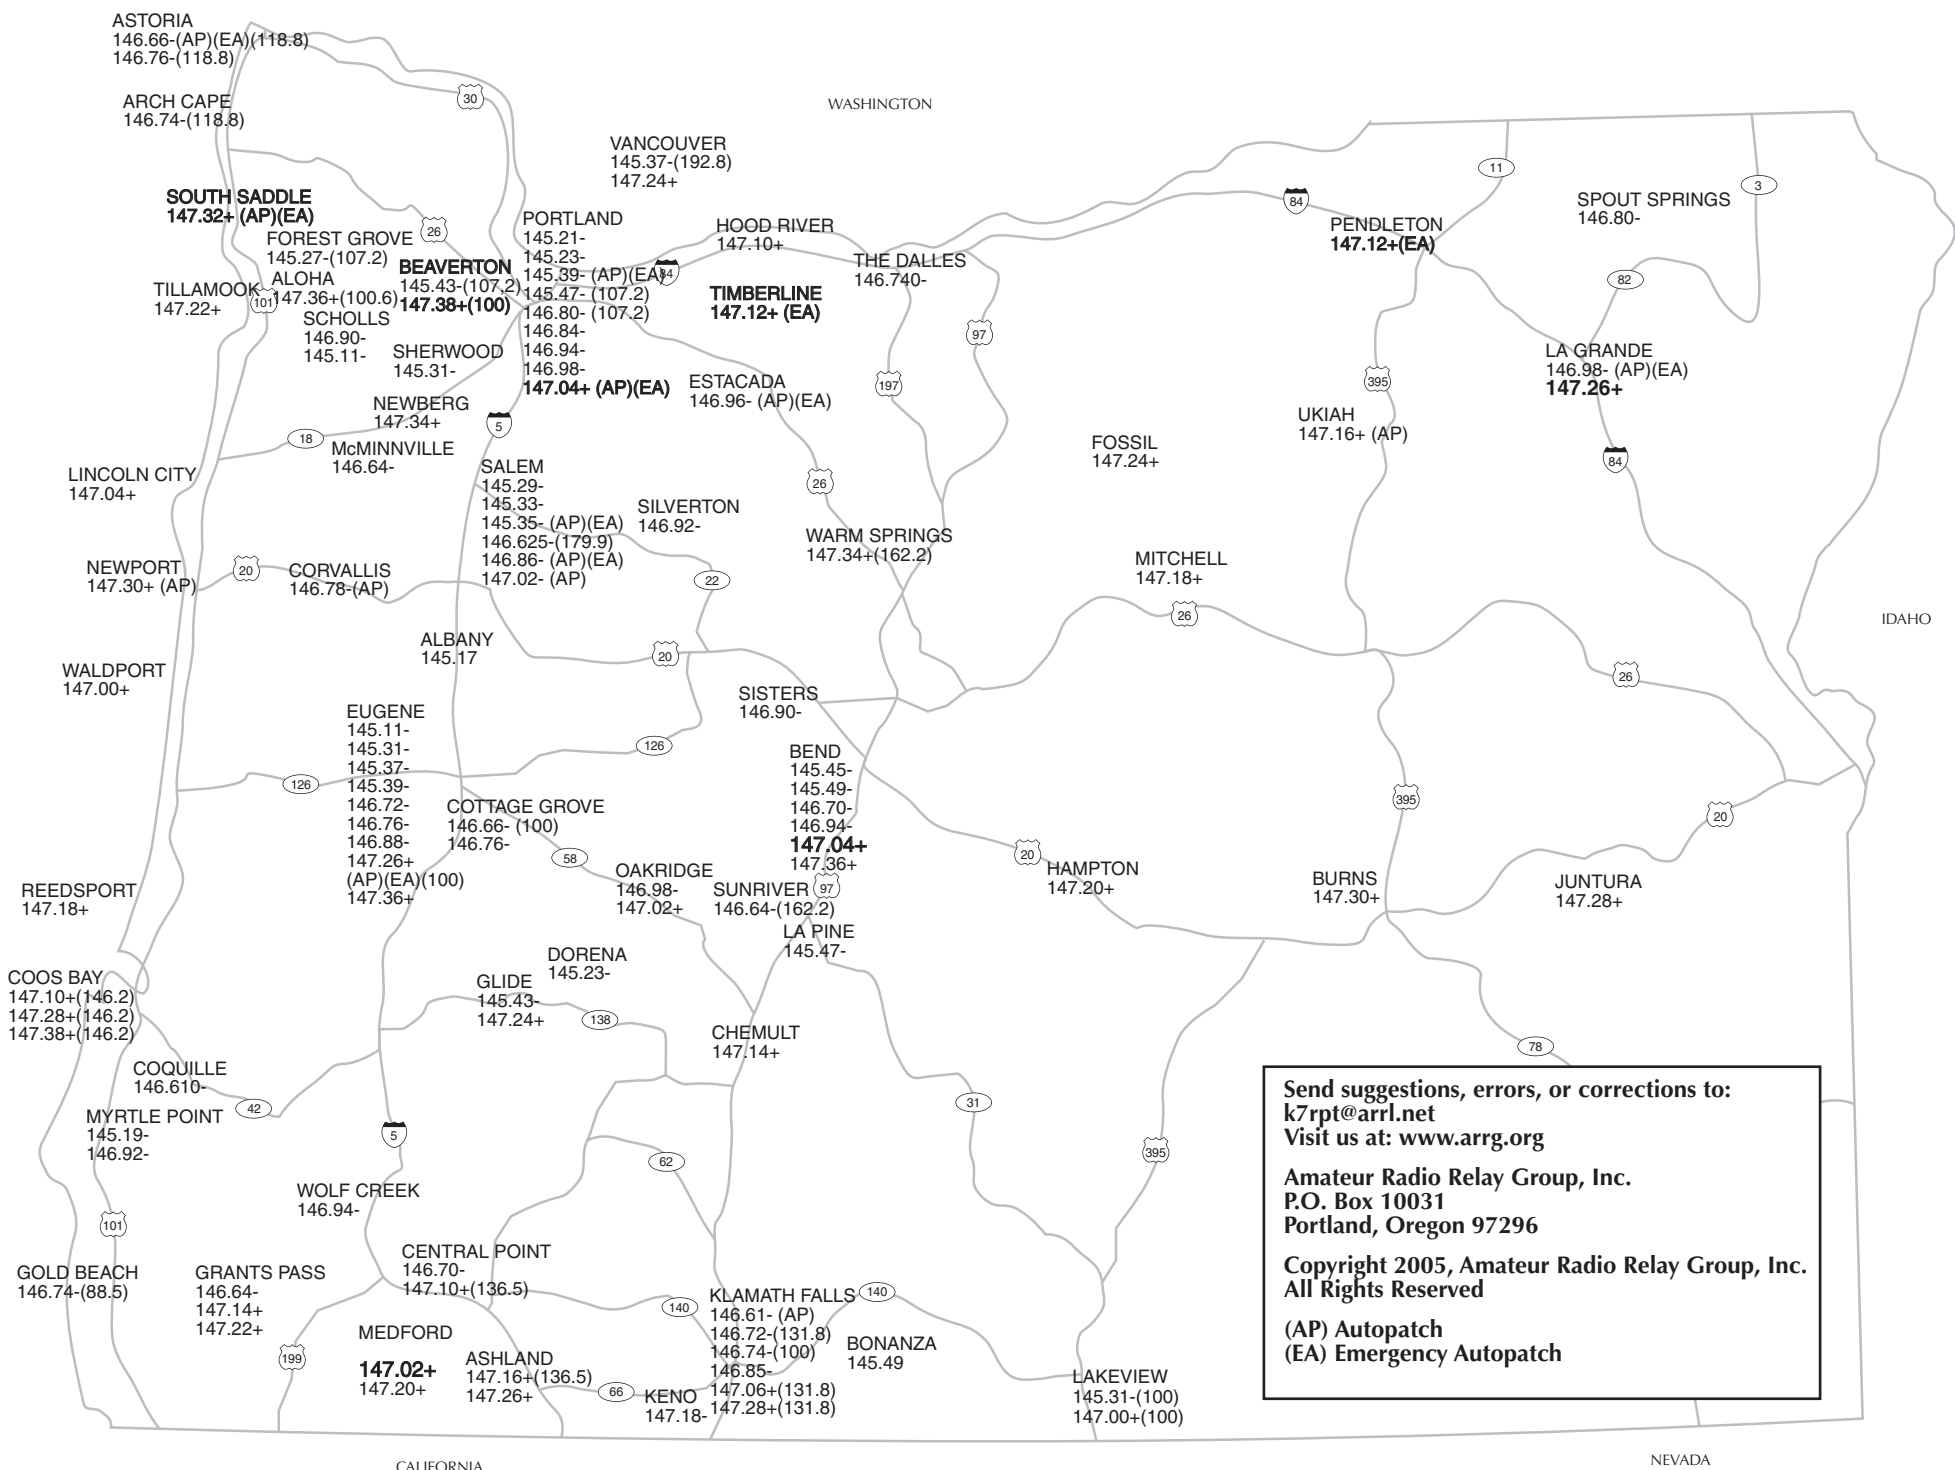 ASTORIA
146.66-(AP)(EA)(118.8)
146.76-(118.8)
30
WASHINGTON
ARCH CAPE
146.74-(118.8)
VANCOUVER
145.37-(192.8)
147.24+
11
3
SOUTH SADDLE
147.32+ (AP)(EA)
84
SPOUT SPRINGS
146.80-
FOREST GROVE
145.27-(107.2)
26
PORTLAND
145.21-
145.23-
145.39- (AP)(EA)
145.47- (107.2)
146.80- (107.2)
146.84-
146.94-
146.98-
147.04+ (AP)(EA)
84
HOOD RIVER
147.10+
PENDLETON
147.12+(EA)
THE DALLES
146.740-
BEAVERTON
145.43-(107,2)
147.38+(100)
ALOHA
147.36+(100.6)
TILLAMOOK
147.22+
101
TIMBERLINE
147.12+ (EA)
82
SCHOLLS
146.90-
145.11-
97
SHERWOOD
145.31-
LA GRANDE
146.98- (AP)(EA)
147.26+
ESTACADA
146.96- (AP)(EA)
197
395
NEWBERG
147.34+
5
UKIAH
147.16+ (AP)
18
McMINNVILLE
146.64-
FOSSIL
147.24+
84
LINCOLN CITY
147.04+
SALEM
145.29-
145.33-
145.35- (AP)(EA)
146.625-(179.9)
146.86- (AP)(EA)
147.02- (AP)
26
SILVERTON
146.92-
WARM SPRINGS
147.34+(162.2)
NEWPORT
147.30+ (AP)
20
CORVALLIS
146.78-(AP)
22
MITCHELL
147.18+
26
IDAHO
ALBANY
145.17
20
WALDPORT
147.00+
26
SISTERS
146.90-
EUGENE
145.11-
145.31-
145.37-
145.39-
146.72-
146.76-
146.88-
147.26+
(AP)(EA)(100)
147.36+
126
126
BEND
145.45-
145.49-
146.70-
146.94-
147.04+
147.36+
395
20
COTTAGE GROVE
146.66- (100)
146.76-
58
20
HAMPTON
147.20+
OAKRIDGE
146.98-
147.02+
SUNRIVER
146.64-(162.2)
97
BURNS
147.30+
JUNTURA
147.28+
REEDSPORT
147.18+
LA PINE
145.47-
DORENA
145.23-
COOS BAY
147.10+(146.2)
147.28+(146.2)
147.38+(146.2)
GLIDE
145.43-
147.24+
138
CHEMULT
147.14+
78
COQUILLE
146.610-
42
MYRTLE POINT
145.19-
146.92-
5
31
62
395
WOLF CREEK
146.94-
101
GOLD BEACH
146.74-(88.5)
GRANTS PASS
146.64-
147.14+
147.22+
CENTRAL POINT
146.70-
147.10+(136.5)
140
KLAMATH FALLS
146.61- (AP)
146.72-(131.8)
146.74-(100)
146.85-
147.06+(131.8)
147.28+(131.8)
140
BONANZA
145.49
199
MEDFORD
147.02+
147.20+
ASHLAND
147.16+(136.5)
147.26+
66
KENO
147.18-
LAKEVIEW
145.31-(100)
147.00+(100)
Send suggestions, errors, or corrections to:
k7rpt@arrl.net
Visit us at: www.arrg.org
Amateur Radio Relay Group, Inc.
P.O. Box 10031
Portland, Oregon 97296
Copyright 2005, Amateur Radio Relay Group, Inc.
All Rights Reserved
(AP) Autopatch
(EA) Emergency Autopatch
CALIFORNIA
NEVADA